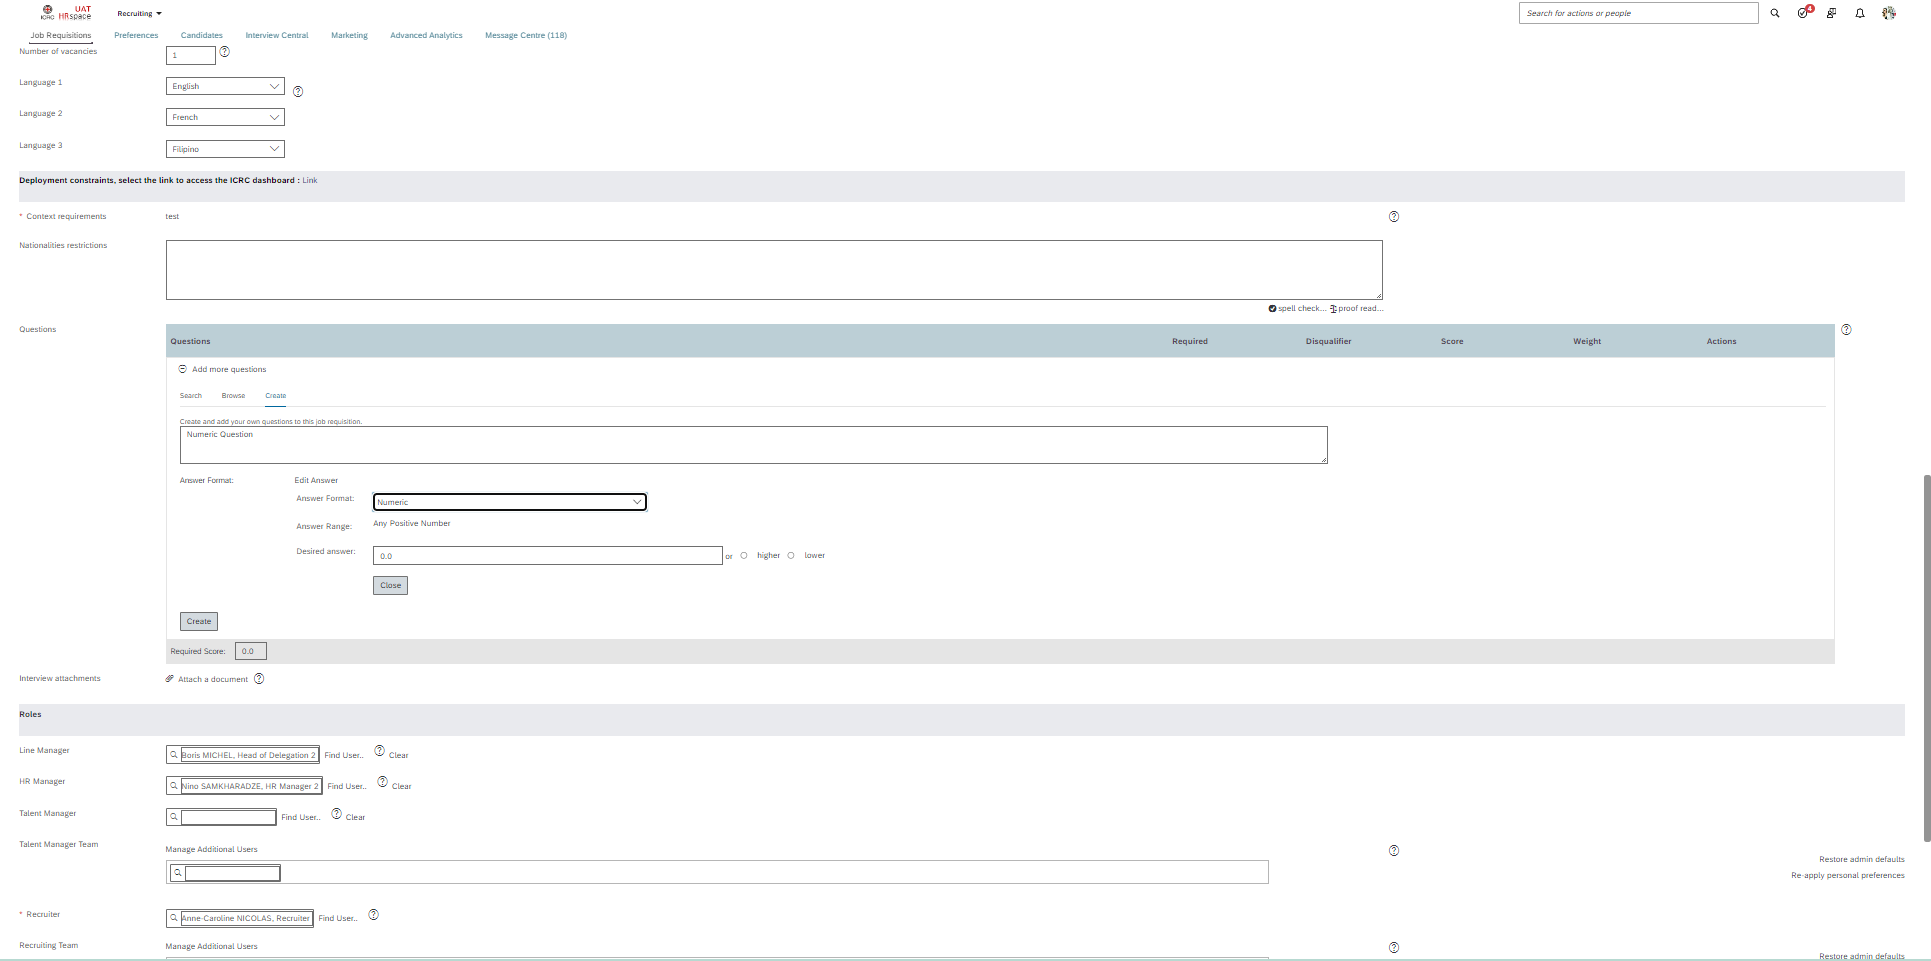 ICRC UAT HRspace Recruiting Search for actions or people 4
Job Requisitions Preferences Candidates Interview Central Marketing Advanced Analytics Message Centre (118)
Number of vacancies 1
Language 1 English
Language 2 French
Language 3 Filipino
Deployment constraints, select the link to access the ICRC dashboard : Link
* Context requirements test
Nationalities restrictions
spell check... proof read...
Questions
Questions Required Disqualifier Score Weight Actions
Add more questions
Search Browse Create
Create and add your own questions to this job requisition.
Numeric Question
Answer Format: Edit Answer
Answer Format: Numeric
Answer Range: Any Positive Number
Desired answer: 0.0 or higher lower
Close
Create
Required Score: 0.0
Interview attachments Attach a document
Roles
Line Manager Boris MICHEL, Head of Delegation 2 Find User.. Clear
HR Manager Nino SAMKHARADZE, HR Manager 2 Find User.. Clear
Talent Manager Find User.. Clear
Talent Manager Team Manage Additional Users
Restore admin defaults
Re-apply personal preferences
* Recruiter Anne-Caroline NICOLAS, Recruiter Find User..
Recruiting Team Manage Additional Users
Restore admin defaults